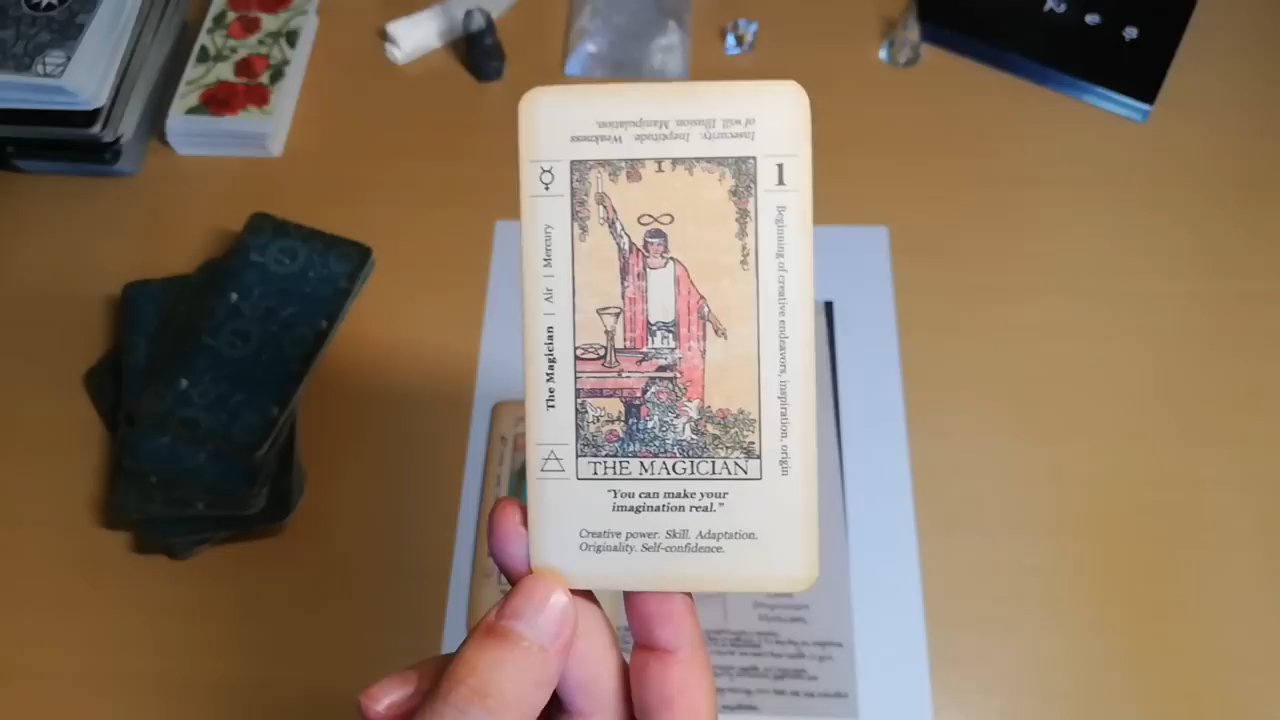 Insecurity. Ineptitude. Weakness
of will. Illusion. Manipulation.
1
Beginning of creative endeavors, inspiration, origin
The Magician | Air | Mercury
I
THE MAGICIAN
"You can make your
imagination real."
Creative power. Skill. Adaptation.
Originality. Self-confidence.